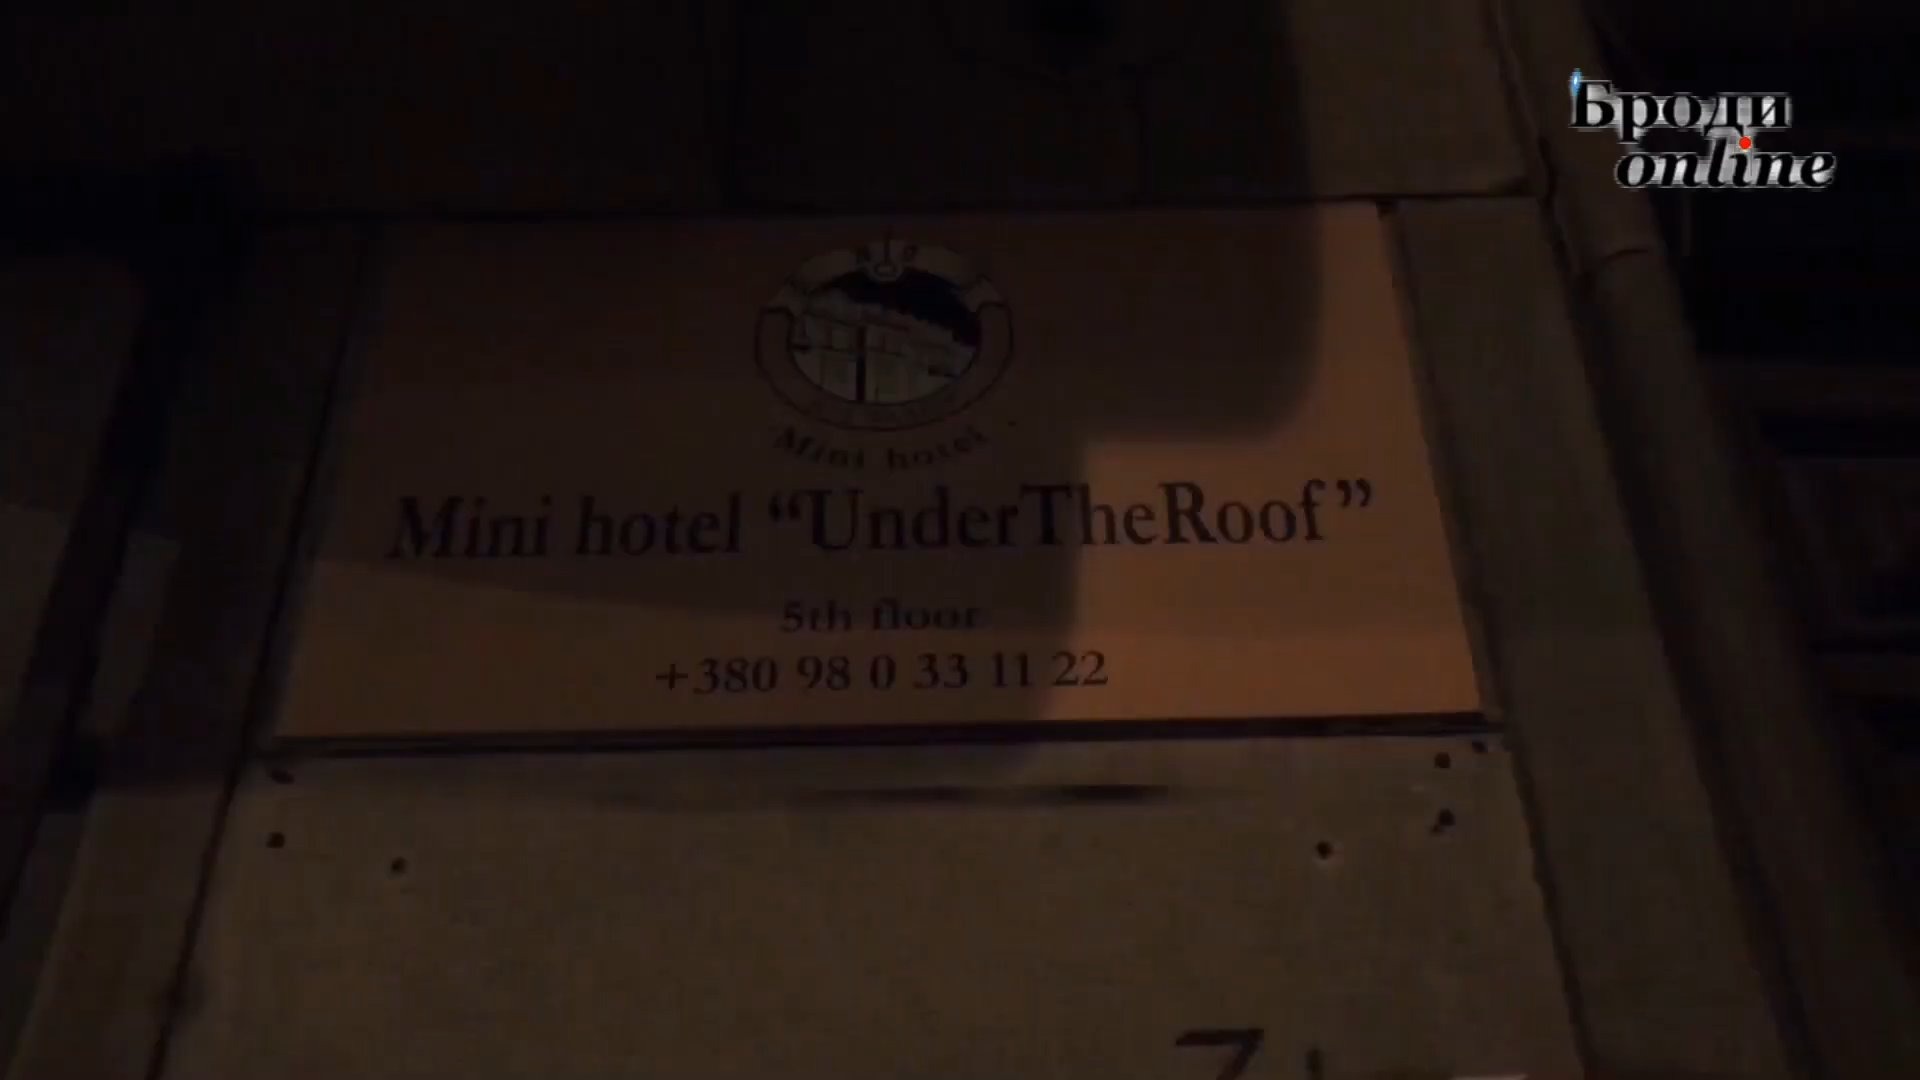 Броди
online
Mini hotel
Mini hotel “UnderTheRoof”
5th floor
+380 98 0 33 11 22